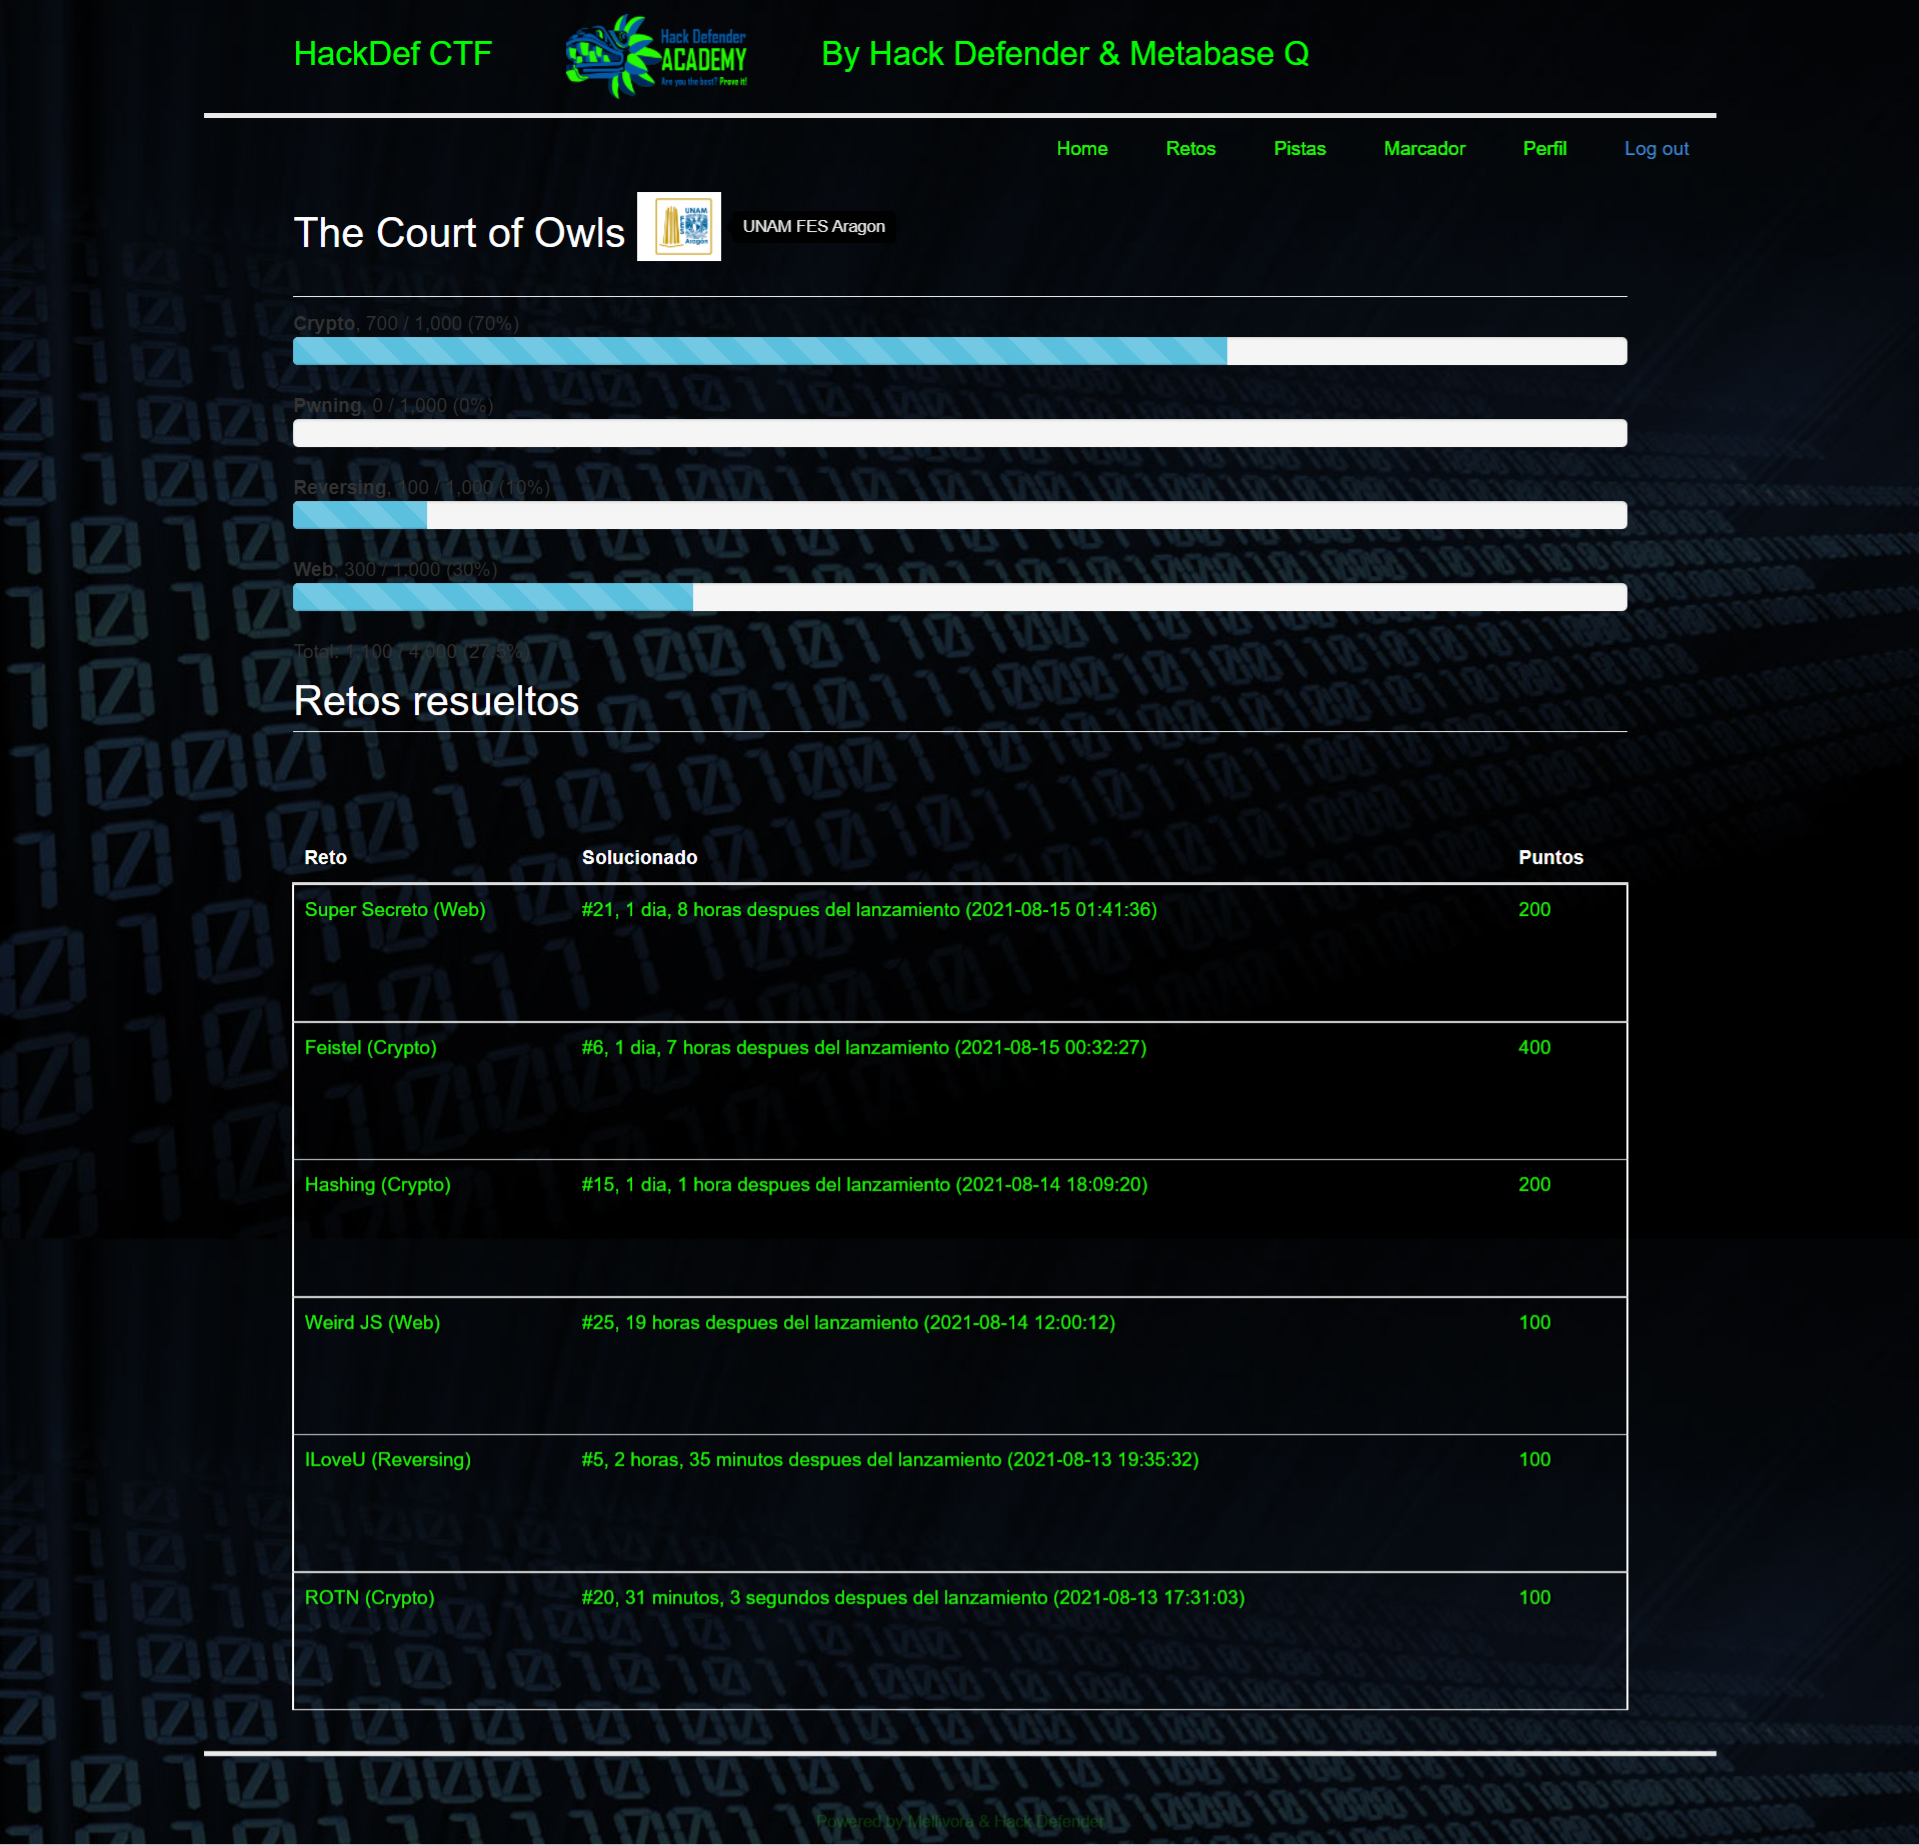 HackDef CTF
Hack Defender
ACADEMY
Are you the best? Prove it!
By Hack Defender & Metabase Q
Home Retos Pistas Marcador Perfil Log out
The Court of Owls
UNAM
FES
Aragón
UNAM FES Aragon
Crypto, 700 / 1,000 (70%)
Pwning, 0 / 1,000 (0%)
Reversing, 100 / 1,000 (10%)
Web, 300 / 1,000 (30%)
Total: 1,100 / 4,000 (27.5%)
Retos resueltos
Reto Solucionado Puntos
Super Secreto (Web) #21, 1 dia, 8 horas despues del lanzamiento (2021-08-15 01:41:36) 200
Feistel (Crypto) #6, 1 dia, 7 horas despues del lanzamiento (2021-08-15 00:32:27) 400
Hashing (Crypto) #15, 1 dia, 1 hora despues del lanzamiento (2021-08-14 18:09:20) 200
Weird JS (Web) #25, 19 horas despues del lanzamiento (2021-08-14 12:00:12) 100
ILoveU (Reversing) #5, 2 horas, 35 minutos despues del lanzamiento (2021-08-13 19:35:32) 100
ROTN (Crypto) #20, 31 minutos, 3 segundos despues del lanzamiento (2021-08-13 17:31:03) 100
Powered by Mellivora & Hack Defender